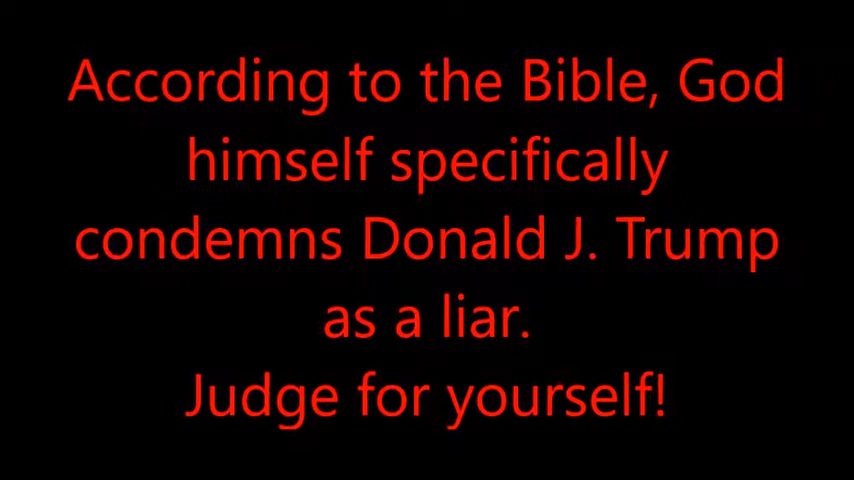 According to the Bible, God
himself specifically
condemns Donald J. Trump
as a liar.
Judge for yourself!